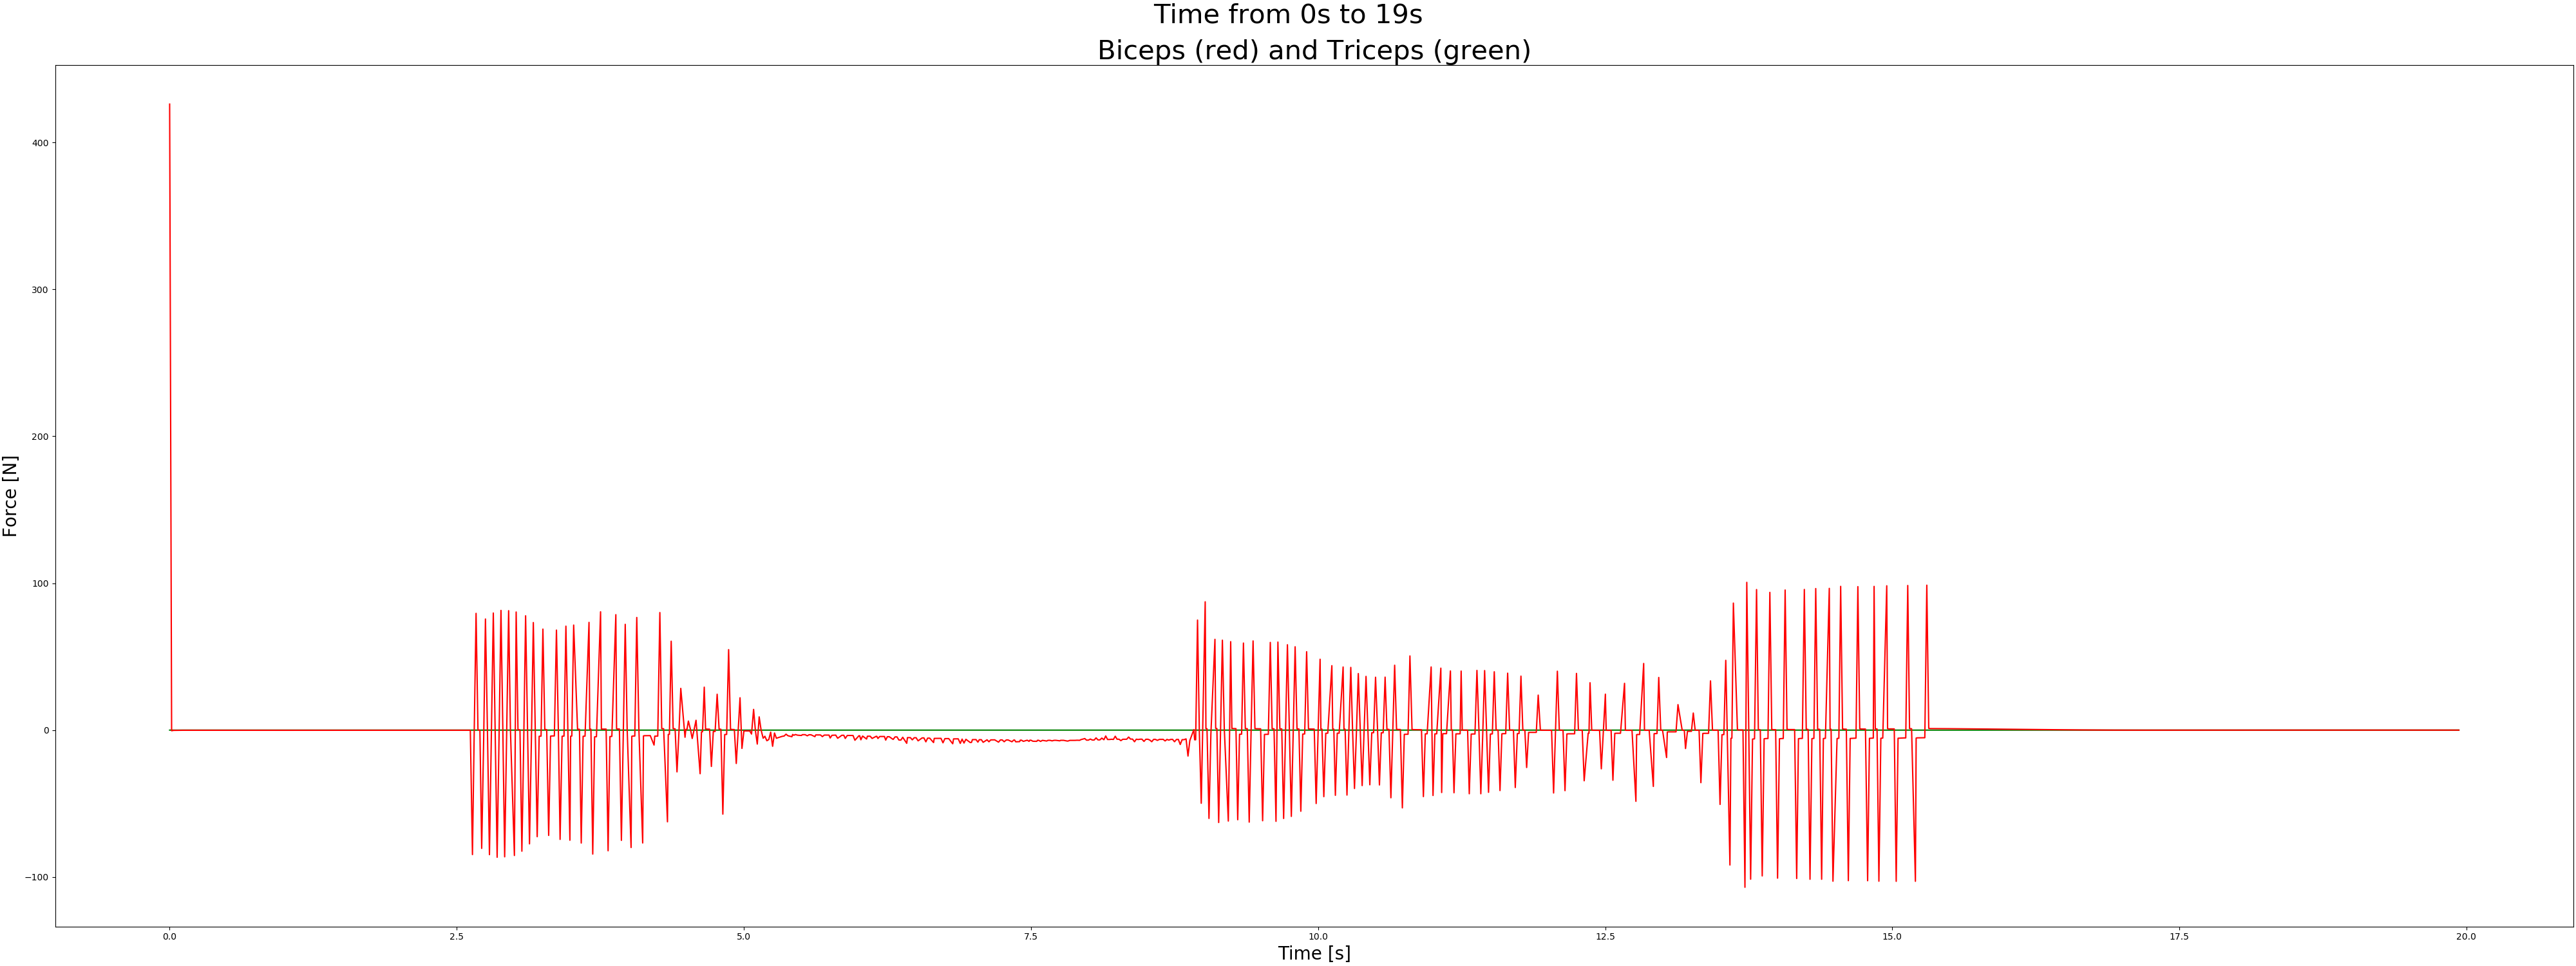 Time from 0s to 19s
Biceps (red) and Triceps (green)
400
300
200
100
0
−100
Force [N]
0.0 2.5 5.0 7.5 10.0 12.5 15.0 17.5 20.0
Time [s]